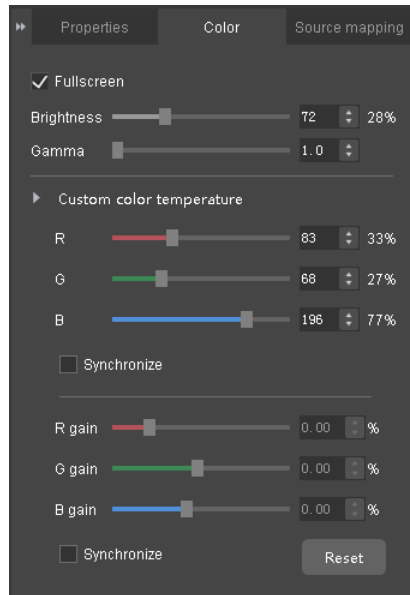 Properties Color Source mapping
Fullscreen
Brightness 72 28%
Gamma 1.0
Custom color temperature
R 83 33%
G 68 27%
B 196 77%
Synchronize
R gain 0.00 %
G gain 0.00 %
B gain 0.00 %
Synchronize Reset